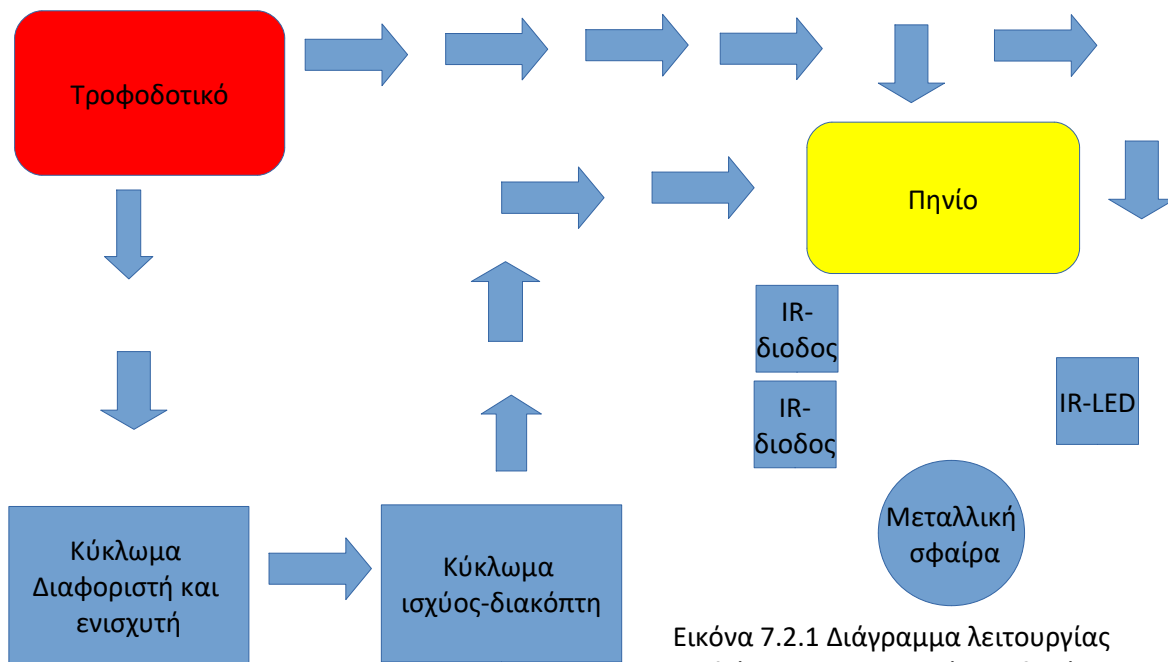 Τροφοδοτικό
Πηνίο
IR-
διοδος
IR-
διοδος
IR-LED
Μεταλλική
σφαίρα
Κύκλωμα
Διαφοριστή και
ενισχυτή
Κύκλωμα
ισχύος-διακόπτη
Εικόνα 7.2.1 Διάγραμμα λειτουργίας